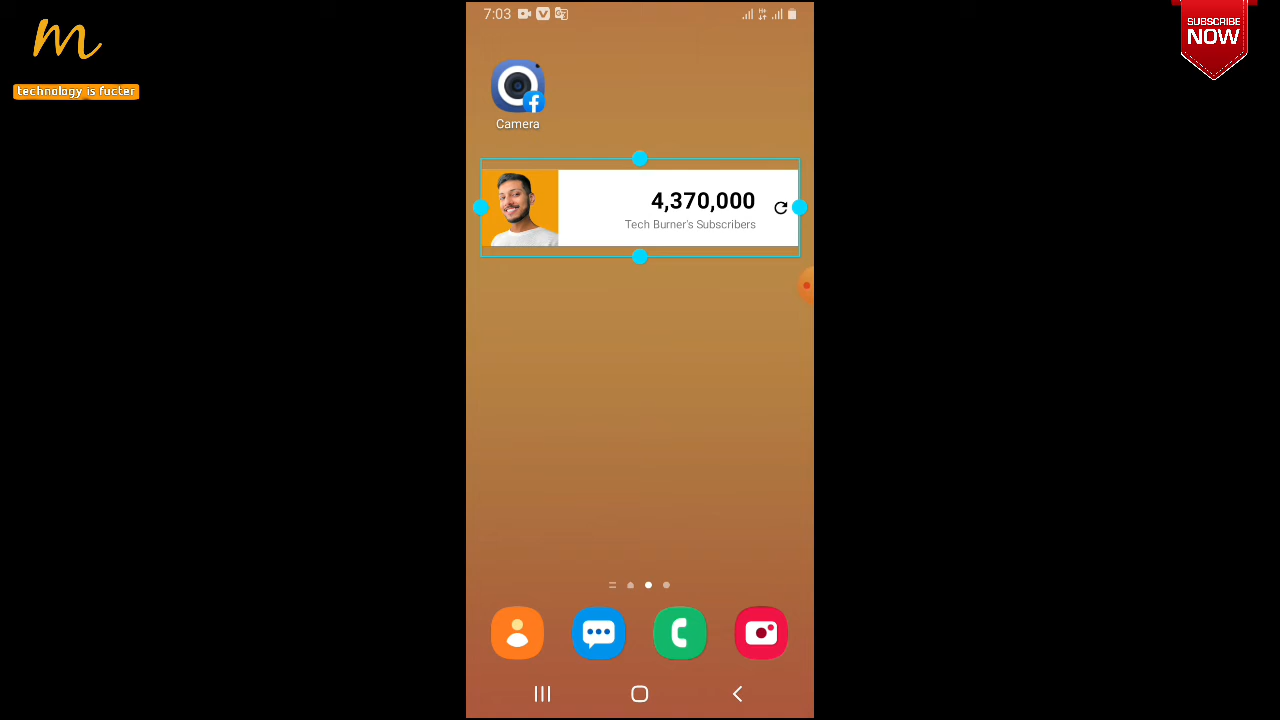 m
technology is fucter
SUBSCRIBE
NOW
7:03
Camera
4,370,000
Tech Burner's Subscribers